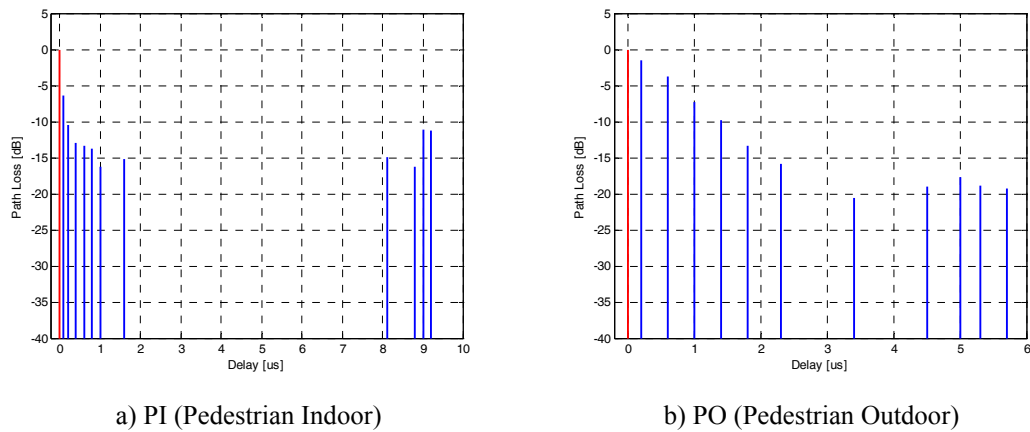 5
0
-5
-10
-15
-20
-25
-30
-35
-40
Path Loss [dB]
0 1 2 3 4 5 6 7 8 9 10
Delay [us]
a) PI (Pedestrian Indoor)
5
0
-5
-10
-15
-20
-25
-30
-35
-40
Path Loss [dB]
0 1 2 3 4 5 6
Delay [us]
b) PO (Pedestrian Outdoor)